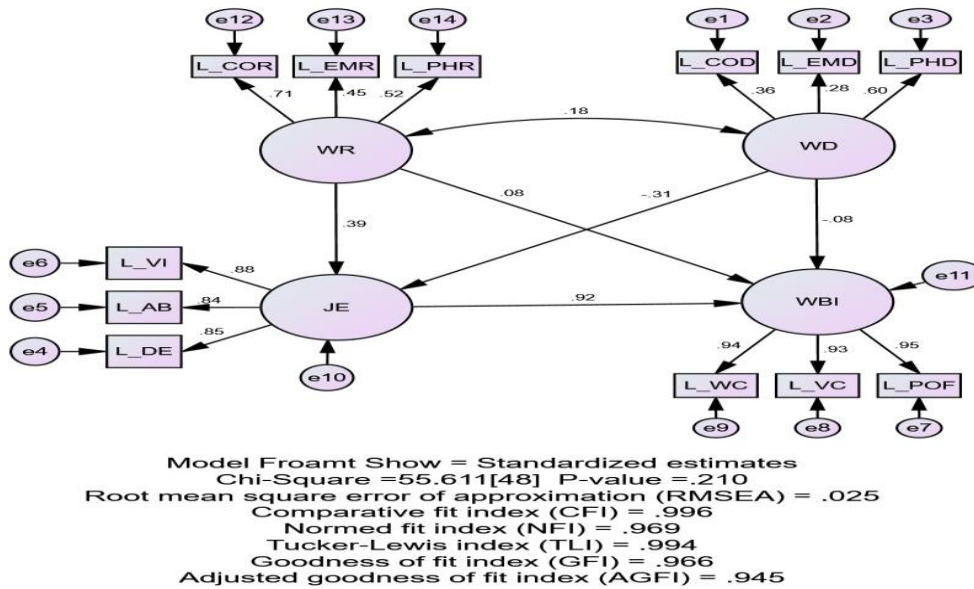 e12 e13 e14 e1 e2 e3
L_COR L_EMR L_PHR L_COD L_EMD L_PHD
.71 .45 .52 .36 .28 .60
.18
WR WD
.08 -.31
.39 -.08
e6 L_VI .88
e5 L_AB .84 JE .92 WBI e11
e4 L_DE .85
e10 .94 .93 .95
L_WC L_VC L_POF
e9 e8 e7
Model Froamt Show = Standardized estimates
Chi-Square =55.611[48] P-value =.210
Root mean square error of approximation (RMSEA) = .025
Comparative fit index (CFI) = .996
Normed fit index (NFI) = .969
Tucker-Lewis index (TLI) = .994
Goodness of fit index (GFI) = .966
Adjusted goodness of fit index (AGFI) = .945